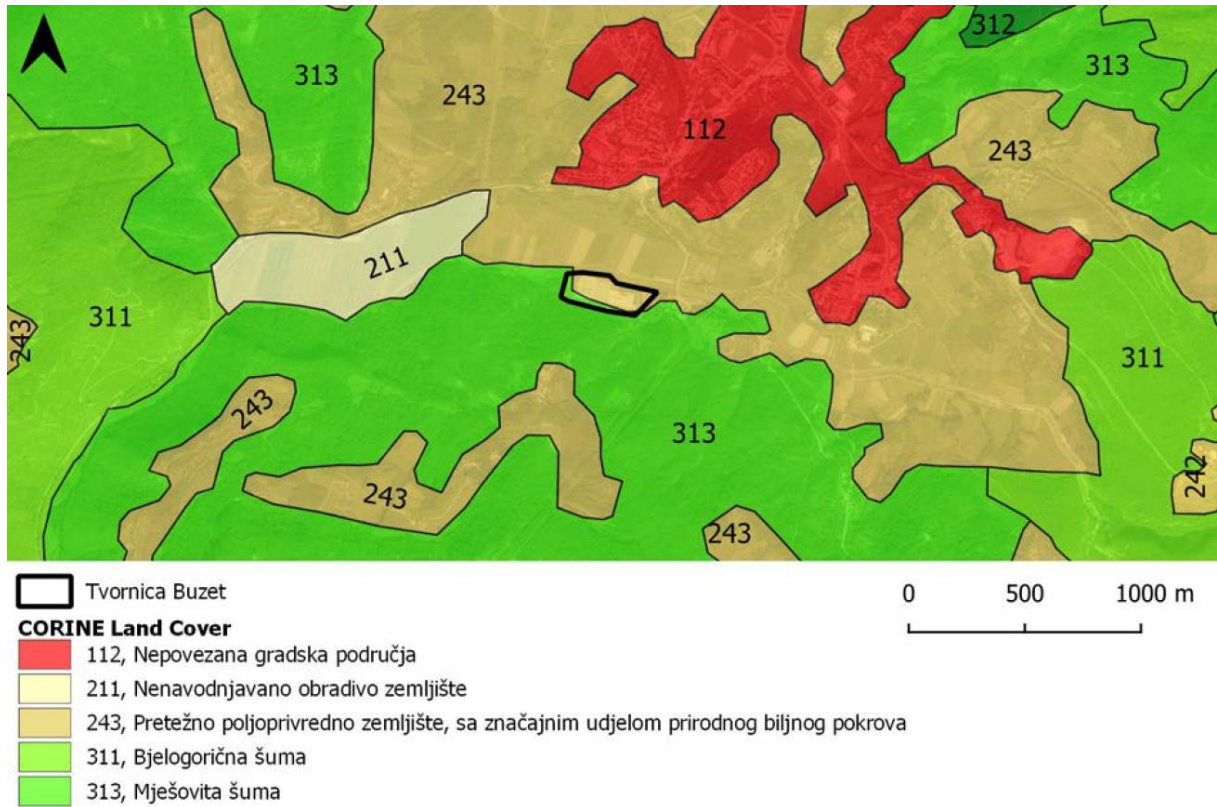 312
313
313
243
112
243
211
311
243
311
243
313
243
242
243
Tvornica Buzet
0 500 1000 m
CORINE Land Cover
112, Nepovezana gradska područja
211, Nenavodnjavano obradivo zemljište
243, Pretežno poljoprivredno zemljište, sa značajnim udjelom prirodnog biljnog pokrova
311, Bjelogorična šuma
313, Mješovita šuma